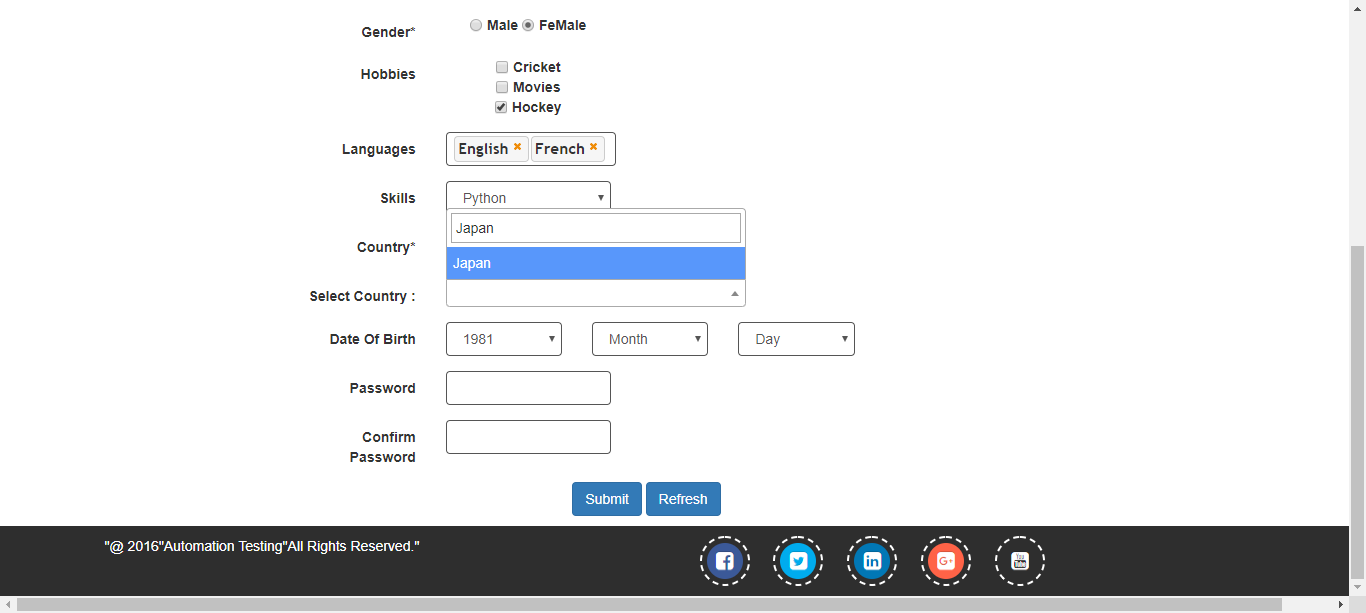 Gender* Male FeMale
Hobbies Cricket
Movies
Hockey
Languages English French
Skills Python
Japan
Country* Japan
Select Country :
Date Of Birth 1981 Month Day
Password
Confirm
Password
Submit Refresh
"@ 2016"Automation Testing"All Rights Reserved." f in G+ You Tube